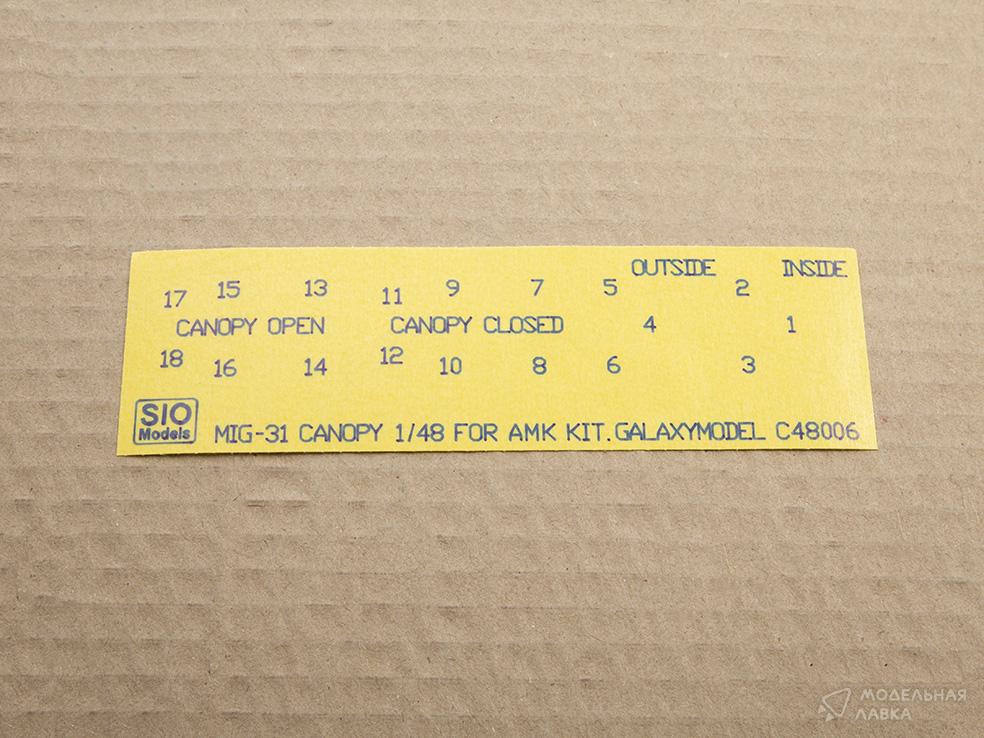 OUTSIDE INSIDE
17 15 13 11 9 7 5 2
CANOPY OPEN CANOPY CLOSED 4 1
18 16 14 12 10 8 6 3
SIO
Models
MIG-31 CANOPY 1/48 FOR AMK KIT. GALAXYMODEL C48006
МОДЕЛЬНАЯ
ЛАВКА